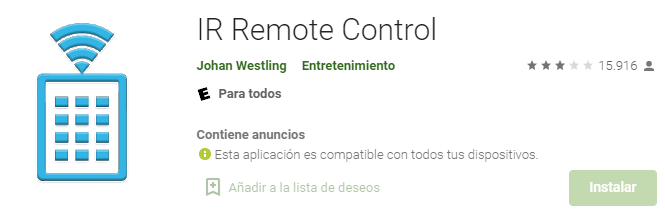 IR Remote Control
Johan Westling Entretenimiento 15.916
E Para todos
Contiene anuncios
Esta aplicación es compatible con todos tus dispositivos.
Añadir a la lista de deseos Instalar